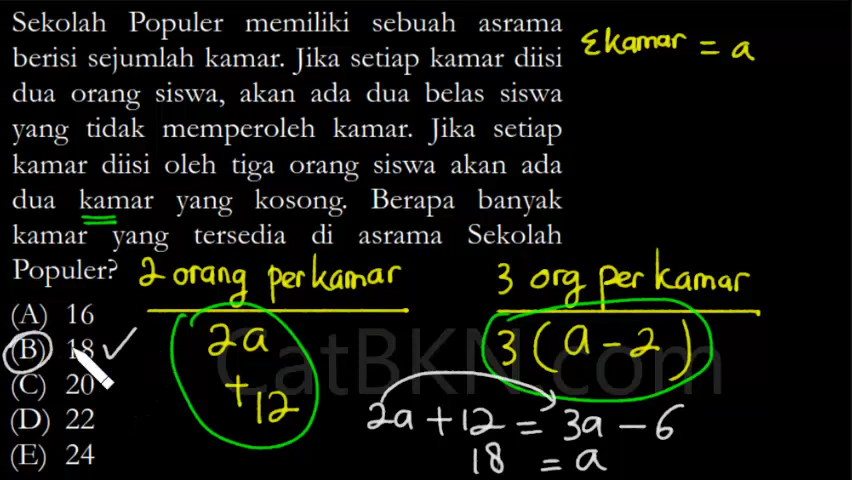 Sekolah Populer memiliki sebuah asrama
berisi sejumlah kamar. Jika setiap kamar diisi
dua orang siswa, akan ada dua belas siswa
yang tidak memperoleh kamar. Jika setiap
kamar diisi oleh tiga orang siswa akan ada
dua kamar yang kosong. Berapa banyak
kamar yang tersedia di asrama Sekolah
Populer?
Σkamar = a
(A) 16
(B) 18 ✓
(C) 20
(D) 22
(E) 24
2 orang per kamar
2a
+12
3 org per kamar
3(a-2)
2a + 12 = 3a - 6
18 = a
CatBKN.com